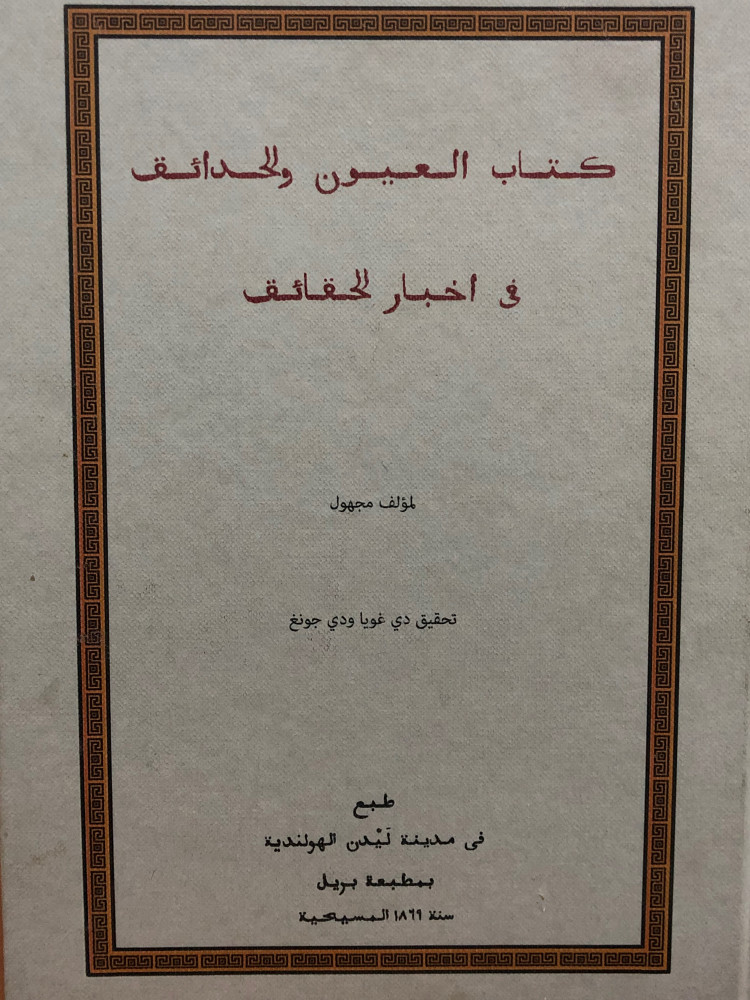 كتاب العيون والحدائق
فى اخبار الحقائق
لمؤلف مجهول
تحقيق دي غويا ودي جونغ
طبع
فى مدينة لَيْدن الهولندية
بمطبعة بريل
سنة ١٨٦٩ المسيحية